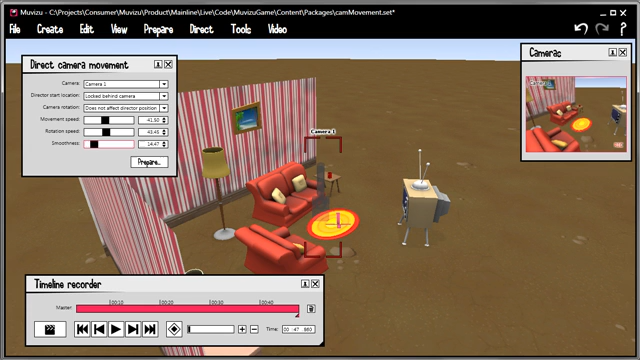 Muvizu - C:\Projects\Consumer\Muvizu\Product\Mainline\Live\Code\MuvizuGame\Content\Packages\camMovement.set*
File Create Edit View Prepare Direct Tools Video
Direct camera movement
Camera: Camera 1
Director start location: Locked behind camera
Camera rotation: Does not affect director position
Movement speed: 41.50
Rotation speed: 43.45
Smoothness: 14.47
Prepare...
Cameras
Camera 1
Timeline recorder
Master: 00:10 00:20 00:30 00:40
Time: 00 :47 .960